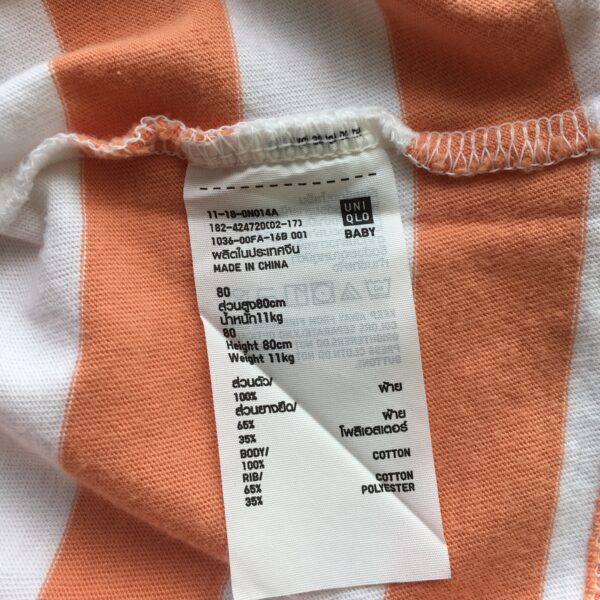 11-18-0N014A
182-424720(02-17)
1036-00FA-16B 001
ผลิตในประเทศจีน
MADE IN CHINA
UNI
QLO
BABY
80
ส่วนสูง80cm
น้ำหนัก11kg
80
Height 80cm
Weight 11kg
ส่วนตัว/ ฝ้าย
100%
ส่วนยางยืด/ ฝ้าย
65%
โพลีเอสเตอร์
35%
BODY/ COTTON
100%
RIB/ COTTON
65%
POLYESTER
35%